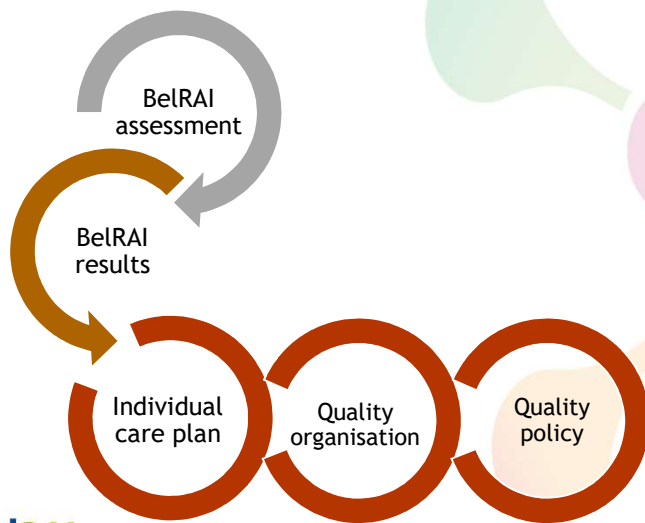 BelRAI
assessment
BelRAI
results
Individual
care plan
Quality
organisation
Quality
policy